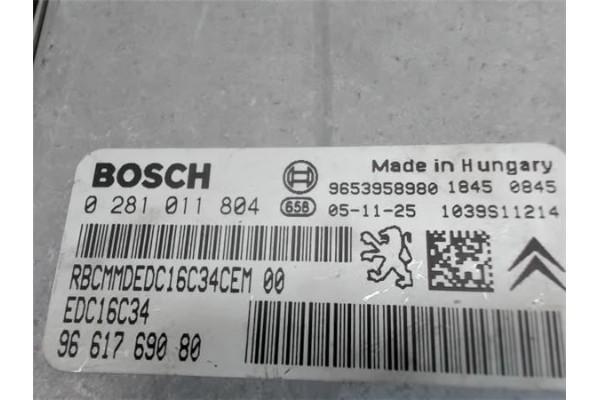 BOSCH
Made in Hungary
9653958980 1845 0845
0 281 011 804
658
05-11-25 1039S11214
RBCMMDEDC16C34CEM 00
EDC16C34
96 617 690 80